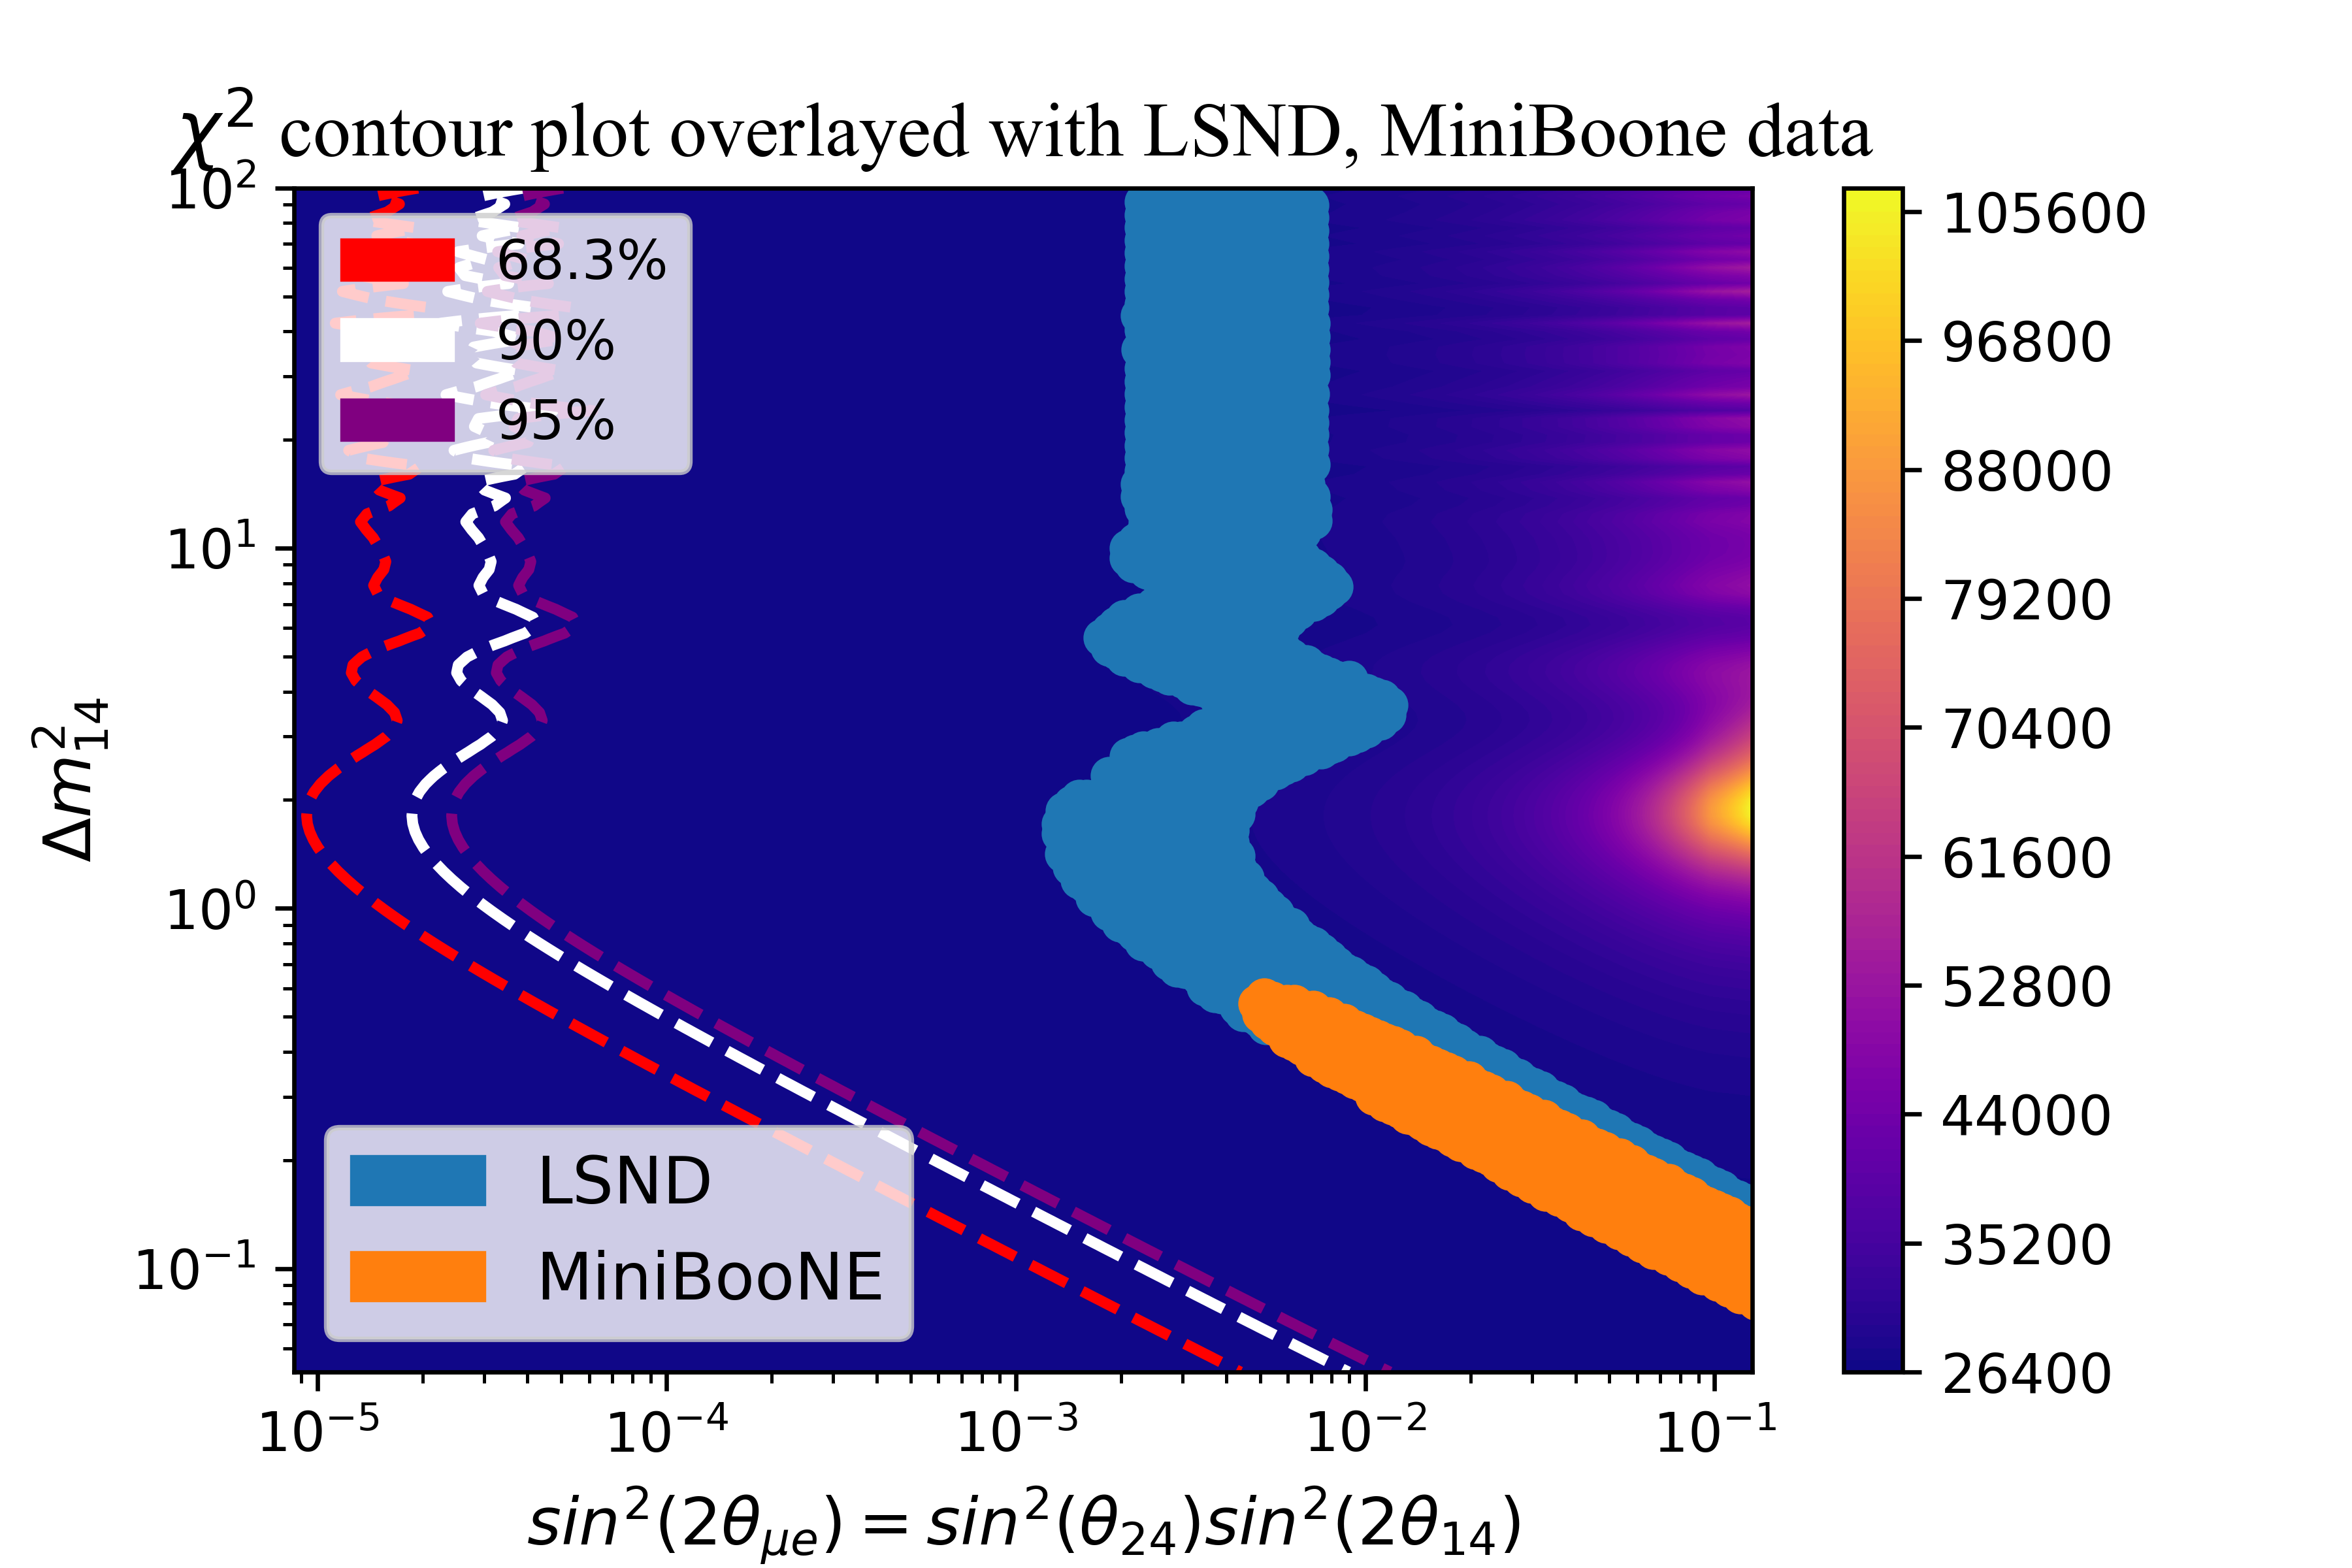 χ² contour plot overlayed with LSND, MiniBoone data
10²
10¹
10⁰
10⁻¹
Δm²₁₄
68.3%
90%
95%
LSND
MiniBooNE
10⁻⁵ 10⁻⁴ 10⁻³ 10⁻² 10⁻¹
sin²(2θμe) = sin²(θ₂₄)sin²(2θ₁₄)
105600
96800
88000
79200
70400
61600
52800
44000
35200
26400